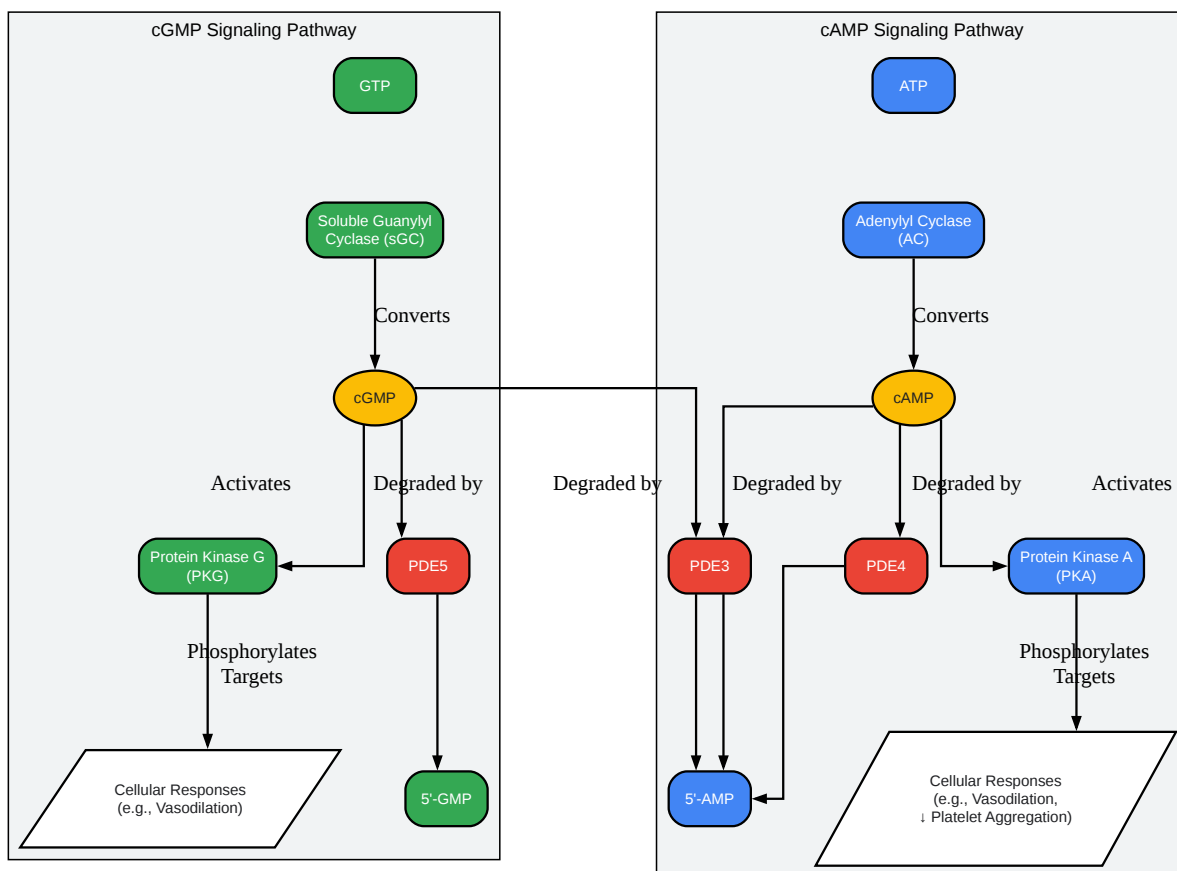 cGMP Signaling Pathway
cAMP Signaling Pathway
GTP
ATP
Soluble Guanylyl
Cyclase (sGC)
Adenylyl Cyclase
(AC)
Converts
Converts
cGMP
cAMP
Activates
Degraded by
Degraded by
Degraded by
Degraded by
Activates
Protein Kinase G
(PKG)
PDE5
PDE3
PDE4
Protein Kinase A
(PKA)
Phosphorylates
Targets
Phosphorylates
Targets
Cellular Responses
(e.g., Vasodilation)
5'-GMP
5'-AMP
Cellular Responses
(e.g., Vasodilation,
↓ Platelet Aggregation)